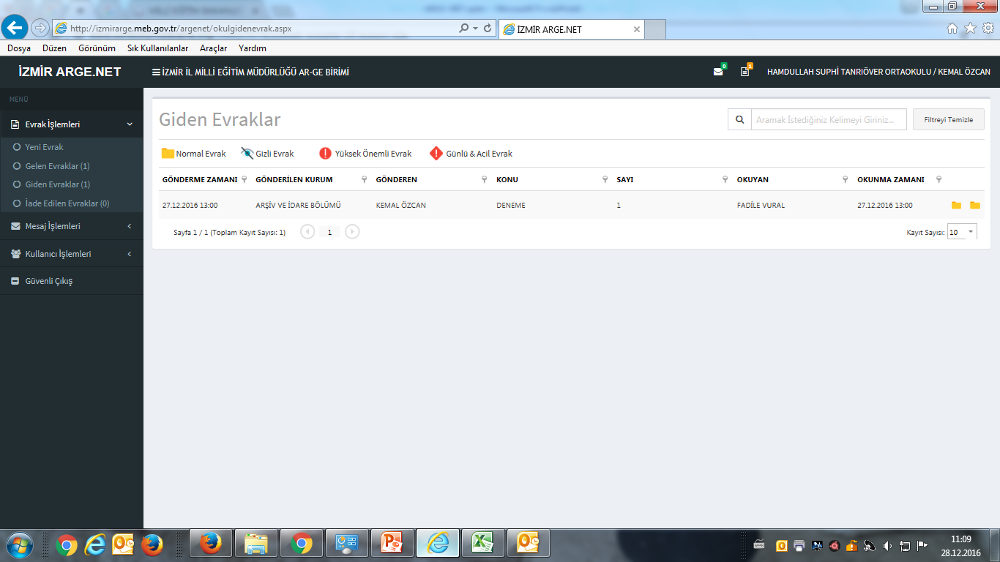 http://izmirarge.meb.gov.tr/argenet/okulgidenevrak.aspx
İZMİR ARGE.NET
Dosya Düzen Görünüm Sık Kullanılanlar Araçlar Yardım
İZMİR ARGE.NET
İZMİR İL MİLLİ EĞİTİM MÜDÜRLÜĞÜ AR-GE BİRİMİ
0
1
HAMDULLAH SUPHİ TANRIÖVER ORTAOKULU / KEMAL ÖZCAN
MENÜ
Evrak İşlemleri
Yeni Evrak
Gelen Evraklar (1)
Giden Evraklar (1)
İade Edilen Evraklar (0)
Mesaj İşlemleri
Kullanıcı İşlemleri
Güvenli Çıkış
Giden Evraklar
Aramak İstediğiniz Kelimeyi Giriniz...
Filtreyi Temizle
Normal Evrak Gizli Evrak Yüksek Önemli Evrak Günlü & Acil Evrak
GÖNDERME ZAMANI GÖNDERİLEN KURUM GÖNDEREN KONU SAYI OKUYAN OKUNMA ZAMANI
27.12.2016 13:00 ARŞİV VE İDARE BÖLÜMÜ KEMAL ÖZCAN DENEME 1 FADİLE VURAL 27.12.2016 13:00
Sayfa 1 / 1 (Toplam Kayıt Sayısı: 1) 1 Kayıt Sayısı: 10
11:09
28.12.2016